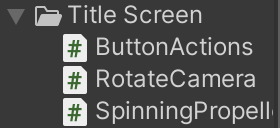 Title Screen
# ButtonActions
# RotateCamera
# SpinningPropell